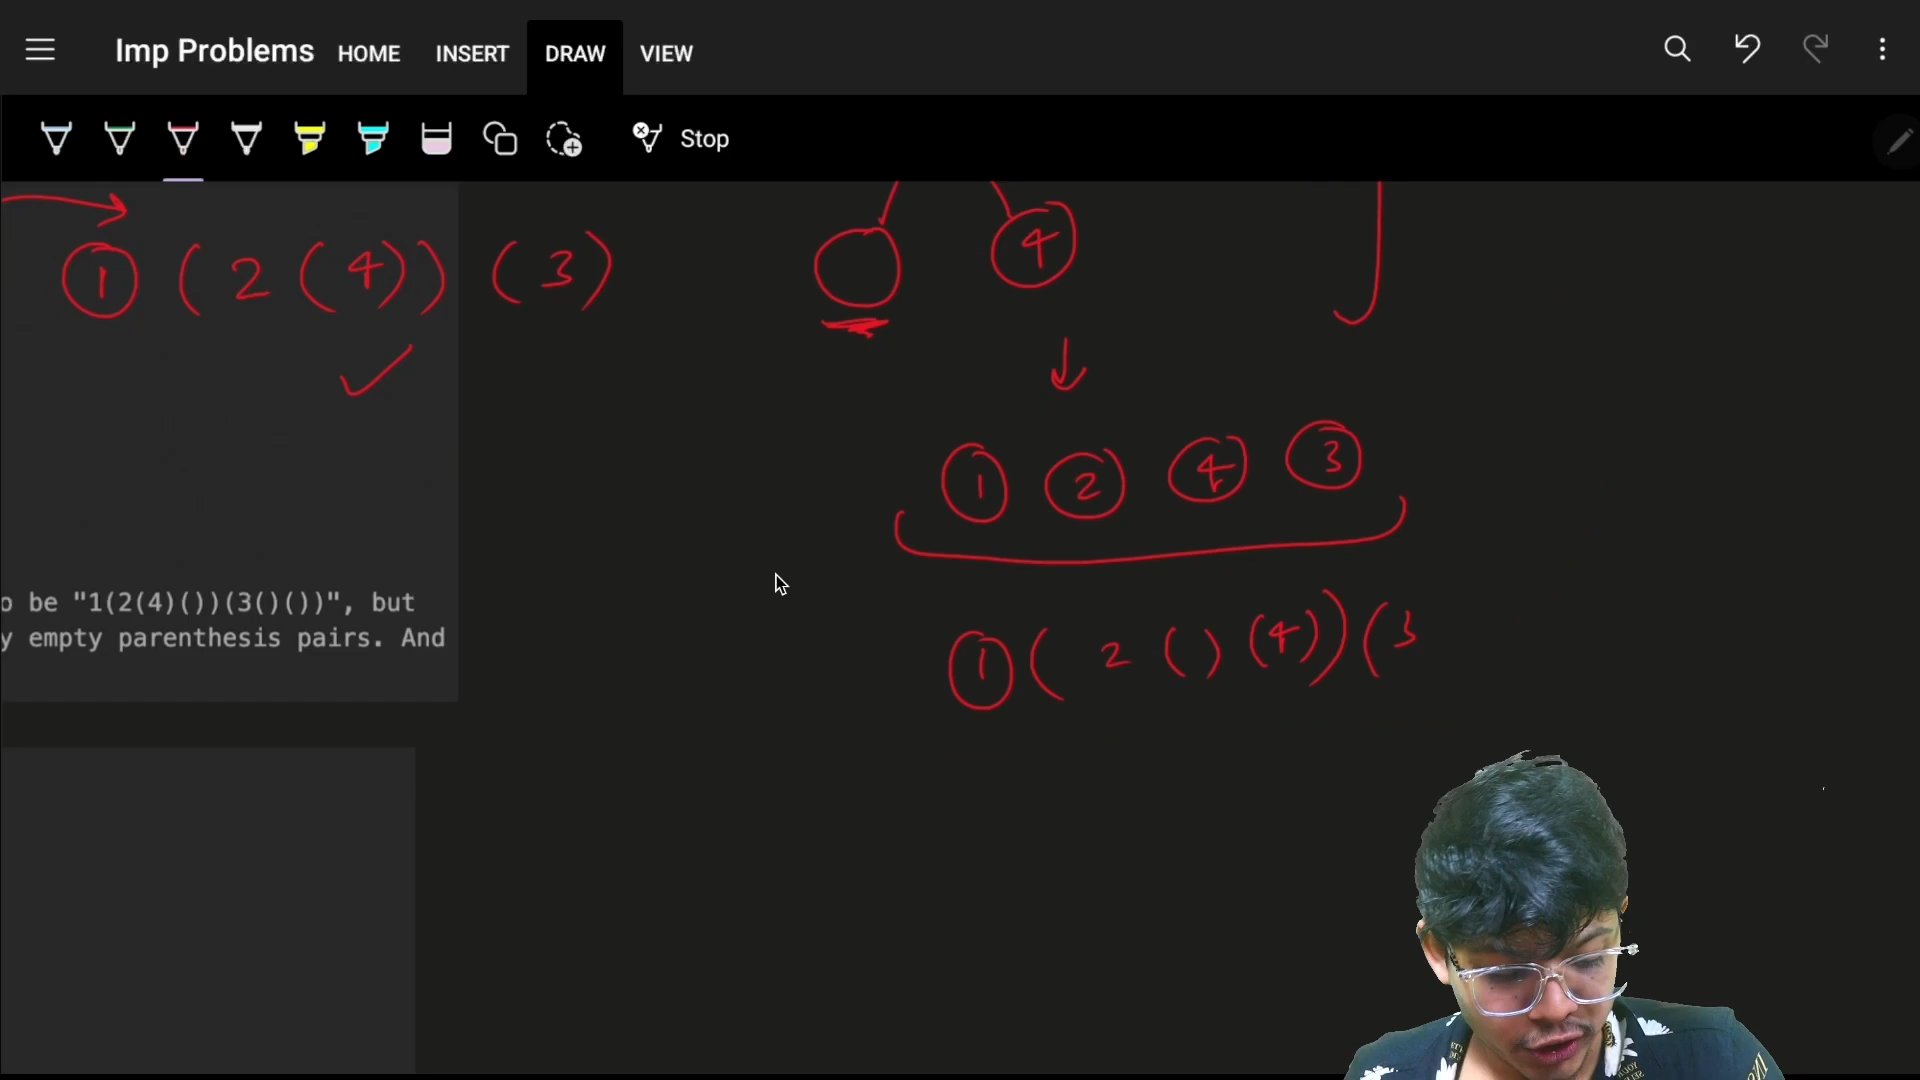 Imp Problems HOME INSERT DRAW VIEW
Stop
① ( 2 ( 4 ) ) ( 3 )
4
① ② ④ ③
be "1(2(4)())(3()())", but
y empty parenthesis pairs. And
① ( 2 ( ) ( 4 ) ) ( 3